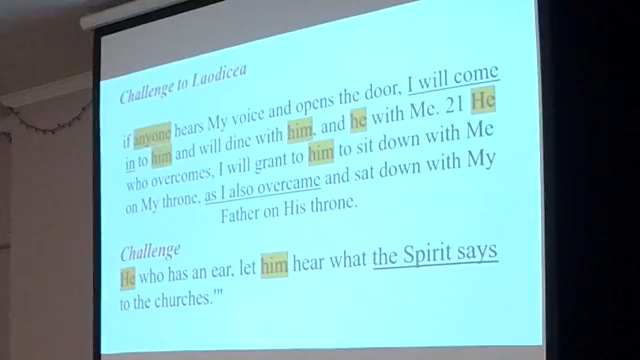 Challenge to Laodicea
if anyone hears My voice and opens the door, I will come
in to him and will dine with him, and he with Me. 21 He
who overcomes, I will grant to him to sit down with Me
on My throne, as I also overcame and sat down with My
Father on His throne.
Challenge
He who has an ear, let him hear what the Spirit says
to the churches.'"